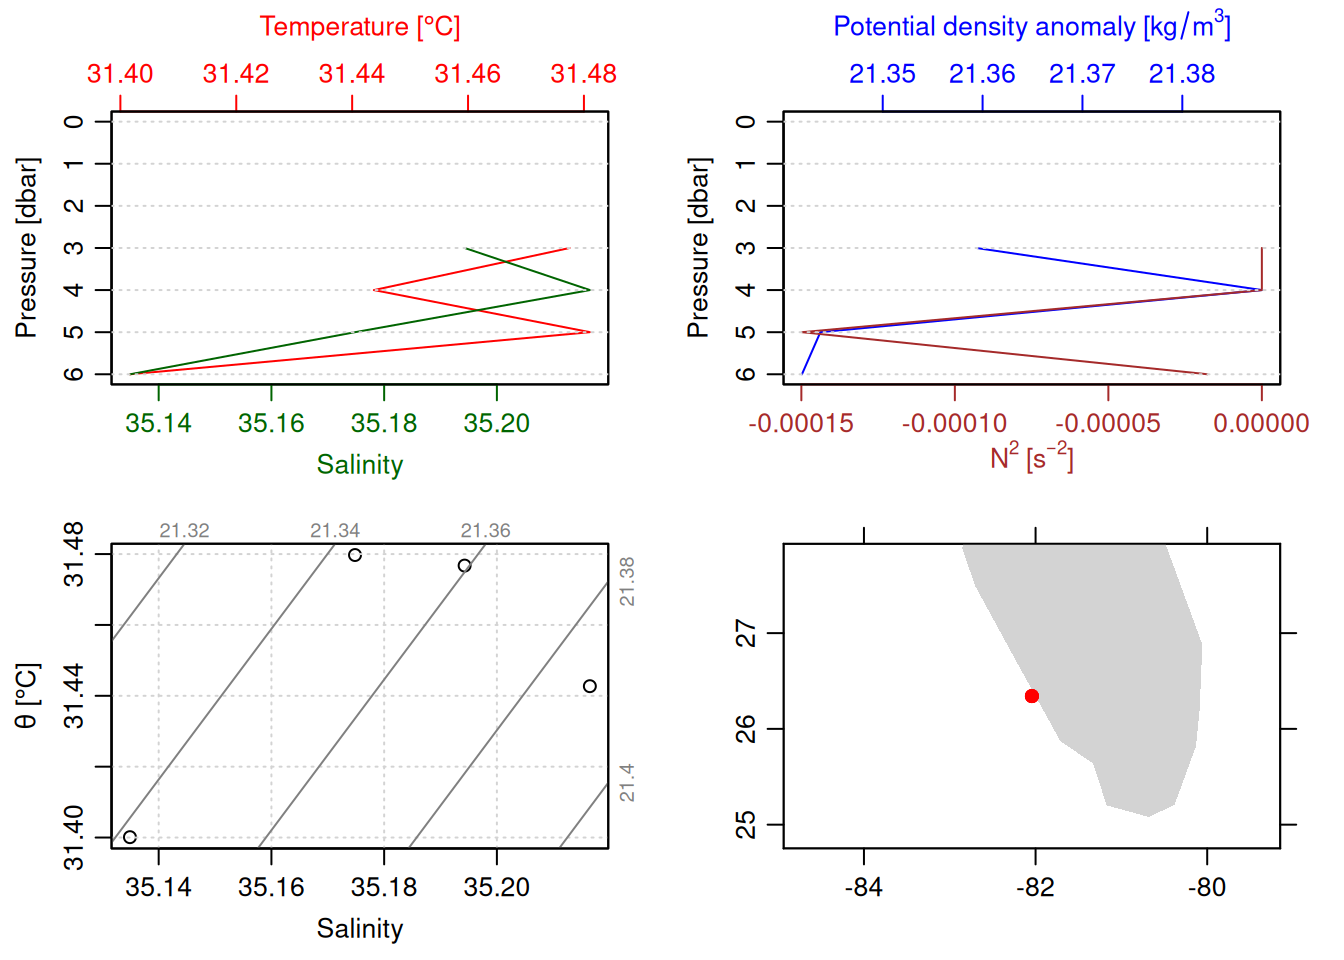 Temperature [°C]
31.40 31.42 31.44 31.46 31.48
Pressure [dbar]
0
1
2
3
4
5
6
35.14 35.16 35.18 35.20
Salinity
Potential density anomaly [kg/m³]
21.35 21.36 21.37 21.38
Pressure [dbar]
0
1
2
3
4
5
6
-0.00015 -0.00010 -0.00005 0.00000
N² [s⁻²]
21.32 21.34 21.36
21.38
21.4
θ [°C]
31.48
31.44
31.40
35.14 35.16 35.18 35.20
Salinity
27
26
25
-84 -82 -80